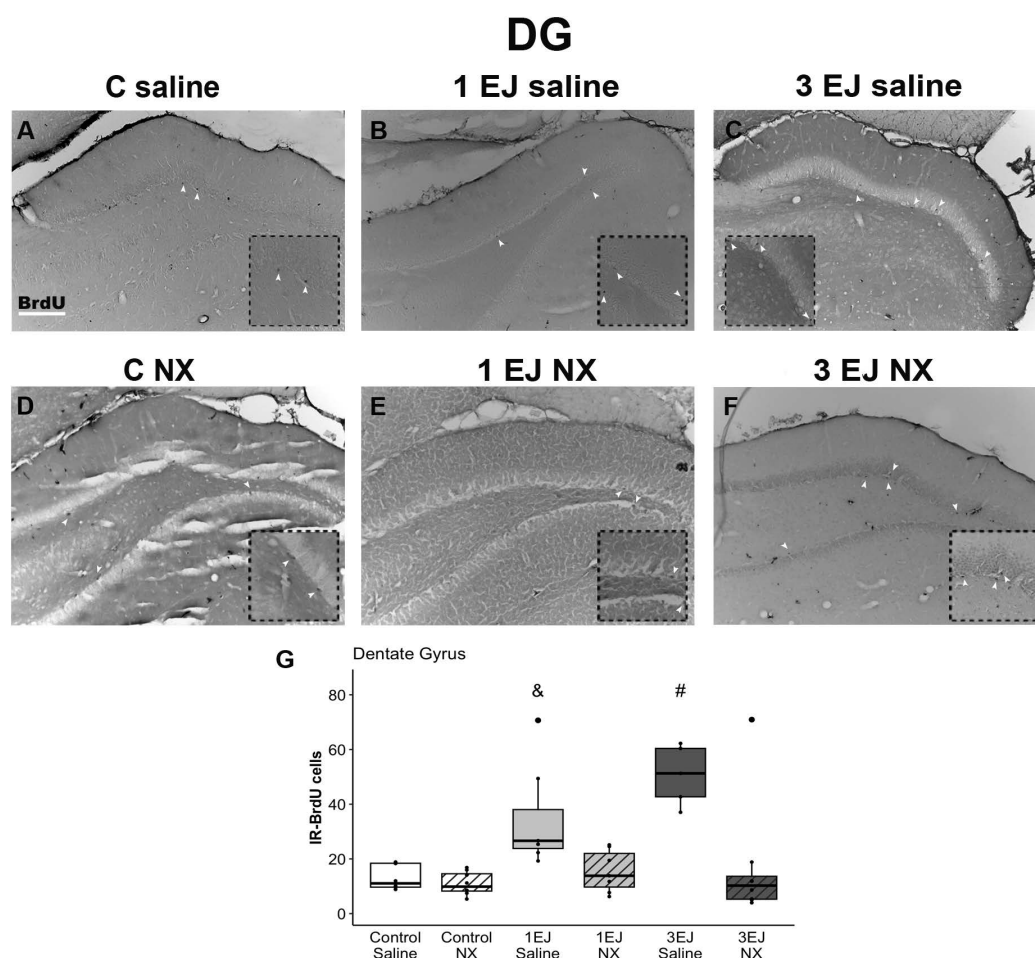 DG
C saline
1 EJ saline
3 EJ saline
A
B
C
BrdU
C NX
1 EJ NX
3 EJ NX
D
E
F
G
Dentate Gyrus
&
#
IR-BrdU cells
80
60
40
20
0
Control
Saline
Control
NX
1EJ
Saline
1EJ
NX
3EJ
Saline
3EJ
NX